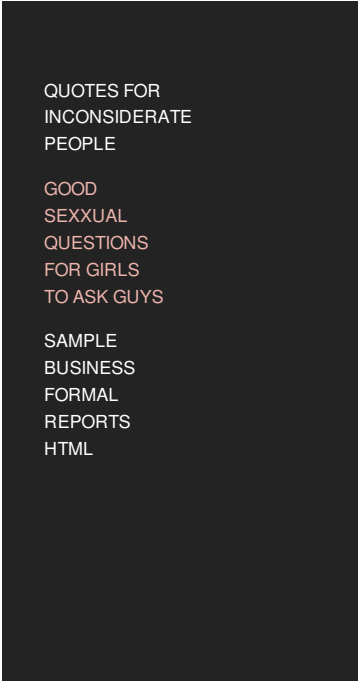 QUOTES FOR
INCONSIDERATE
PEOPLE
GOOD
SEXXUAL
QUESTIONS
FOR GIRLS
TO ASK GUYS
SAMPLE
BUSINESS
FORMAL
REPORTS
HTML